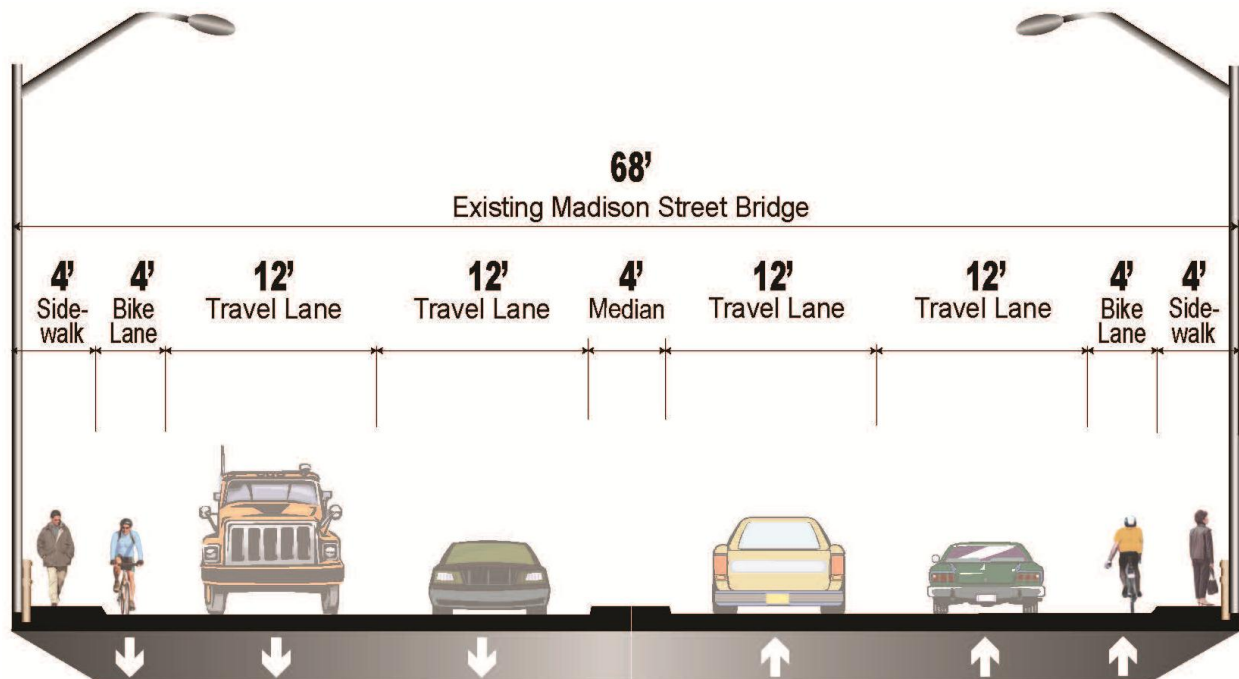 68’
Existing Madison Street Bridge
4’ 4’ 12’ 12’ 4’ 12’ 12’ 4’ 4’
Side- Bike Travel Lane Travel Lane Median Travel Lane Travel Lane Bike Side-
walk Lane Lane walk